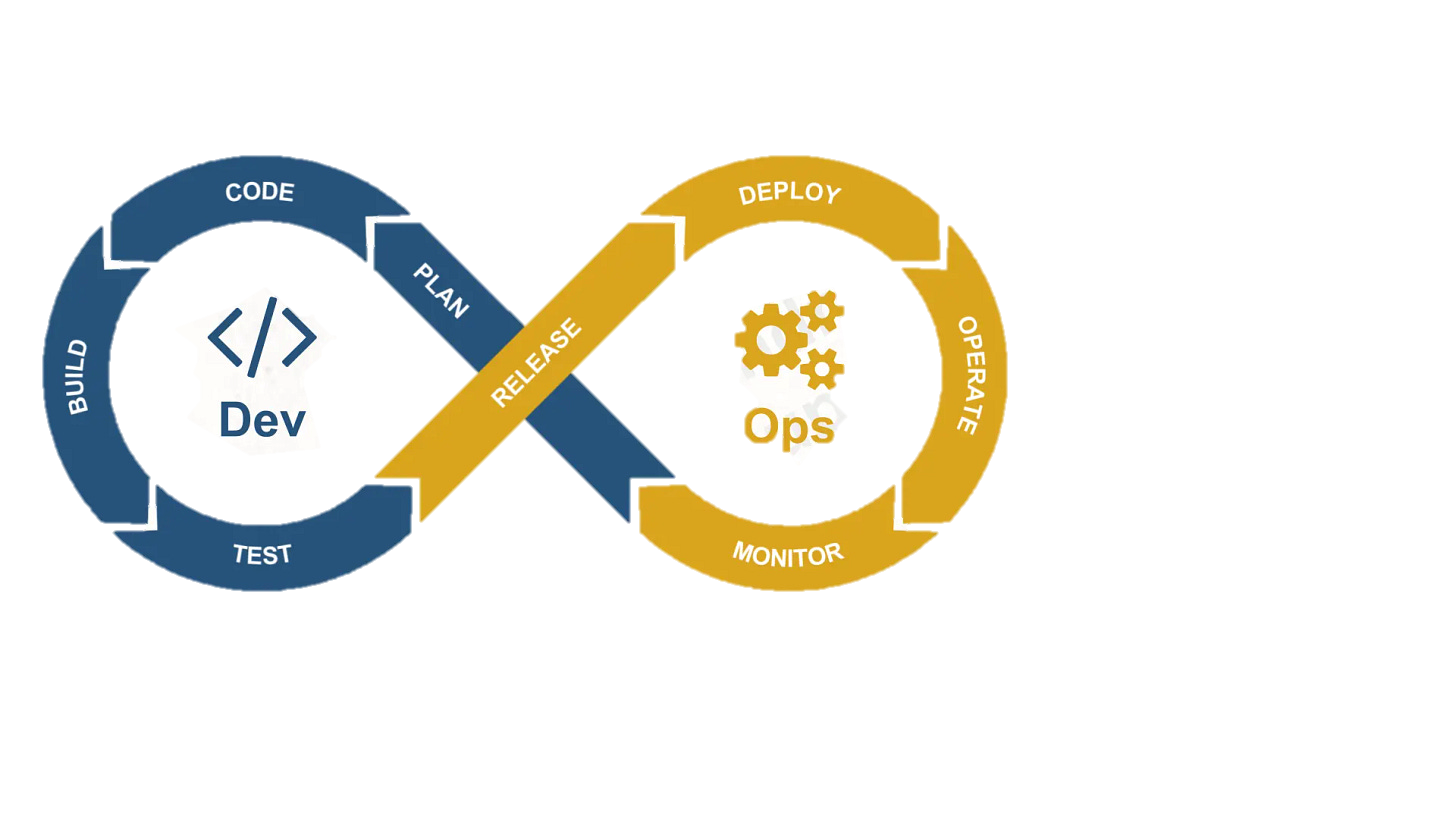 CODE
PLAN
BUILD
TEST
Dev
RELEASE
DEPLOY
OPERATE
MONITOR
Ops